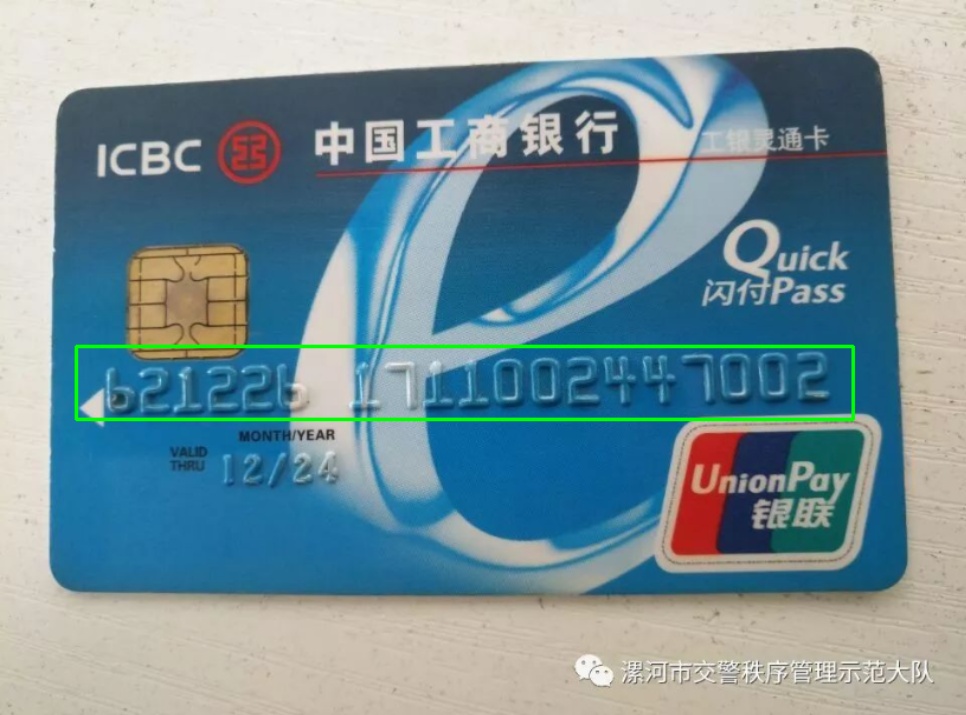 ICBC 中国工商银行 工银灵通卡
Quick
闪付Pass
621226 1711002447002
MONTH/YEAR
VALID
THRU 12/24
UnionPay
银联
漯河市交警秩序管理示范大队